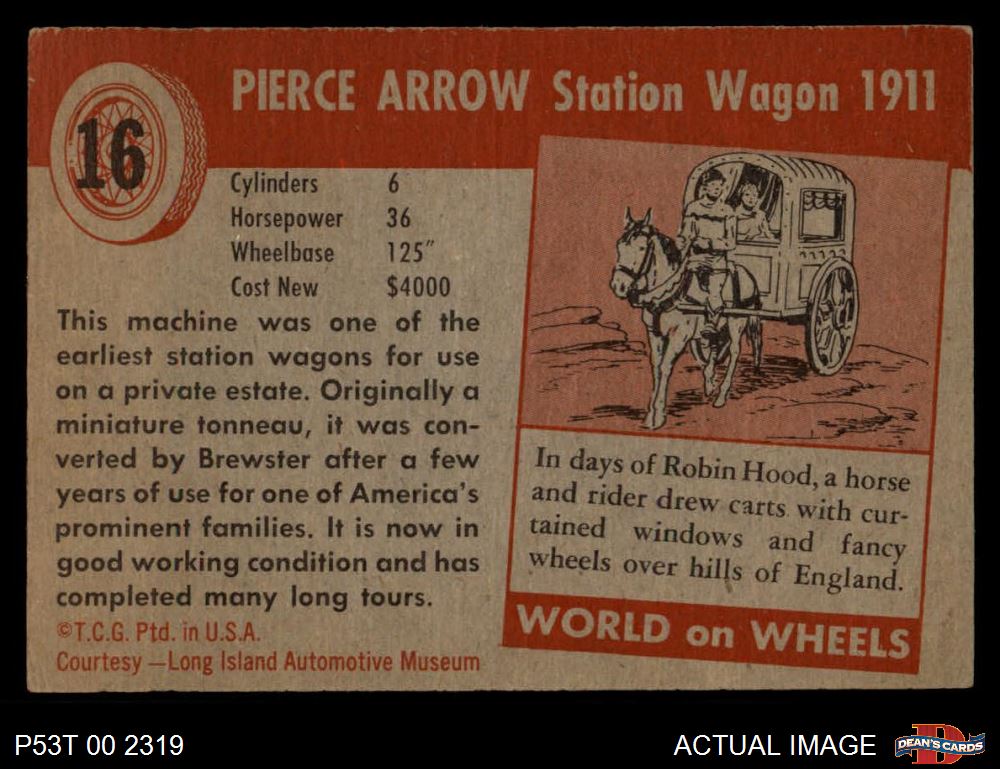 16
PIERCE ARROW Station Wagon 1911
Cylinders 6
Horsepower 36
Wheelbase 125"
Cost New $4000
This machine was one of the
earliest station wagons for use
on a private estate. Originally a
miniature tonneau, it was con-
verted by Brewster after a few
years of use for one of America's
prominent families. It is now in
good working condition and has
completed many long tours.
©T.C.G. Ptd. in U.S.A.
Courtesy—Long Island Automotive Museum
In days of Robin Hood, a horse
and rider drew carts with cur-
tained windows and fancy
wheels over hills of England.
WORLD on WHEELS
P53T 00 2319
ACTUAL IMAGE
D
DEAN'S CARDS